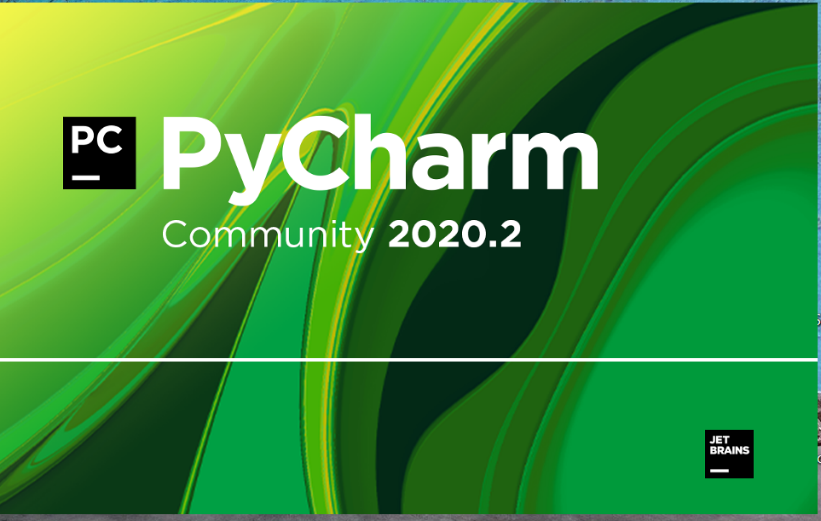 PC
PyCharm
Community 2020.2
JET
BRAINS